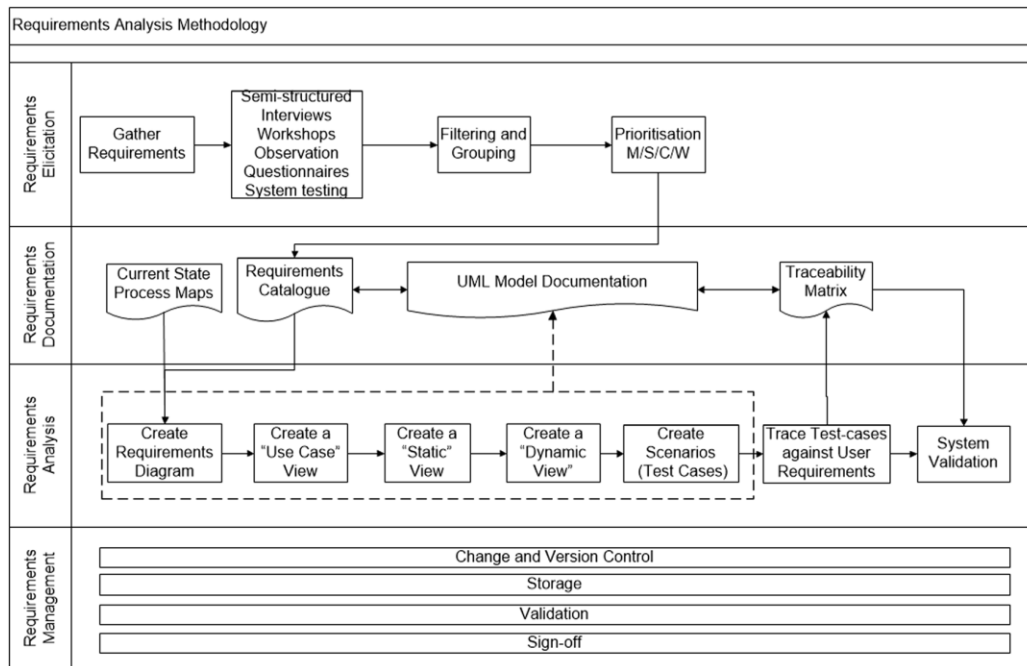 Requirements Analysis Methodology
Requirements
Elicitation
Gather
Requirements
Semi-structured
Interviews
Workshops
Observation
Questionnaires
System testing
Filtering and
Grouping
Prioritisation
M/S/C/W
Requirements
Documentation
Current State
Process Maps
Requirements
Catalogue
UML Model Documentation
Traceability
Matrix
Requirements
Analysis
Create
Requirements
Diagram
Create a
“Use Case“
View
Create a
“Static”
View
Create a
“Dynamic
View”
Create
Scenarios
(Test Cases)
Trace Test-cases
against User
Requirements
System
Validation
Requirements
Management
Change and Version Control
Storage
Validation
Sign-off